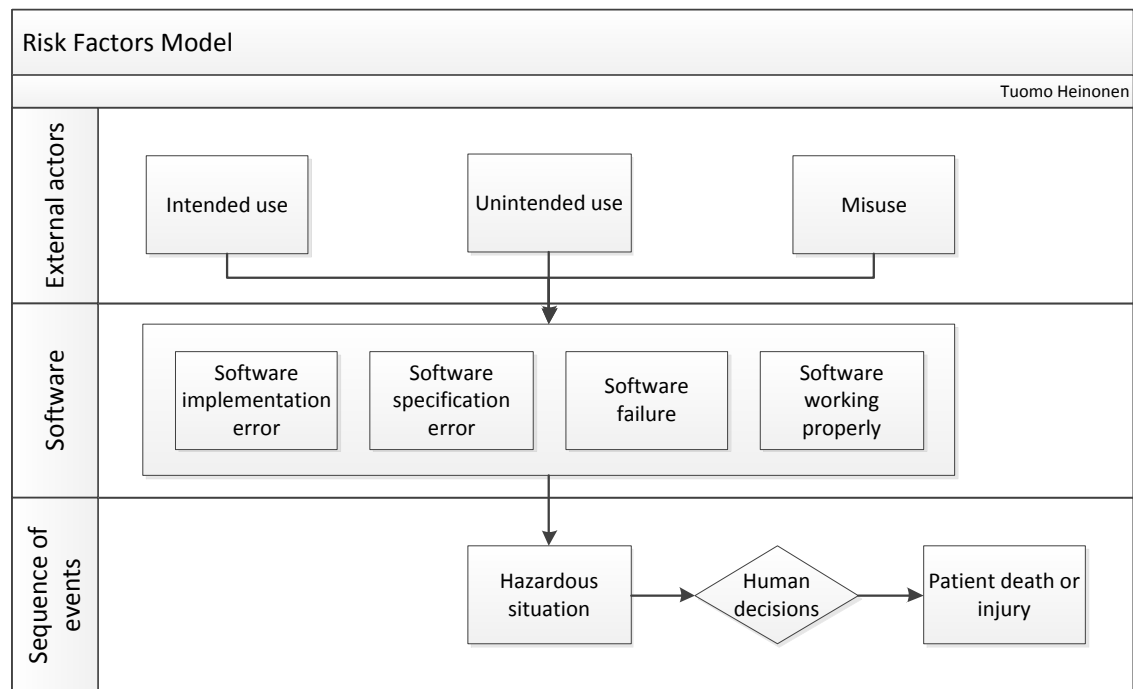 Risk Factors Model
Tuomo Heinonen
External actors
Intended use
Unintended use
Misuse
Software
Software
implementation
error
Software
specification
error
Software
failure
Software
working
properly
Sequence of
events
Hazardous
situation
Human
decisions
Patient death or
injury